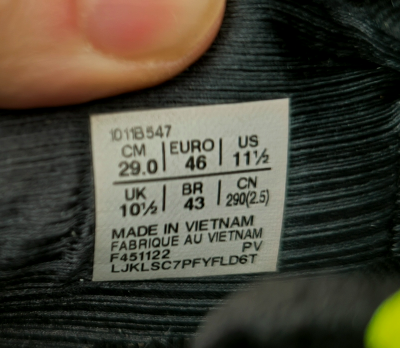 1011B547
CM EURO US
29.0 46 11½
UK BR CN
10½ 43 290(2.5)
MADE IN VIETNAM
FABRIQUE AU VIETNAM
F451122 PV
LJKLSC7PFYFLD6T